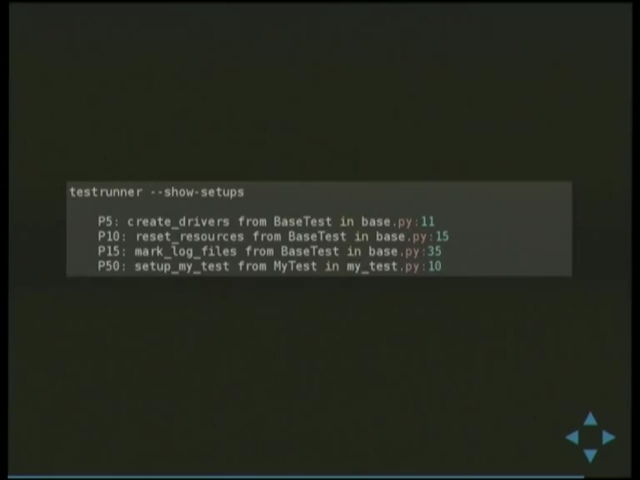 testrunner --show-setups
P5: create_drivers from BaseTest in base.py:11
P10: reset_resources from BaseTest in base.py:15
P15: mark_log_files from BaseTest in base.py:35
P50: setup_my_test from MyTest in my_test.py:10